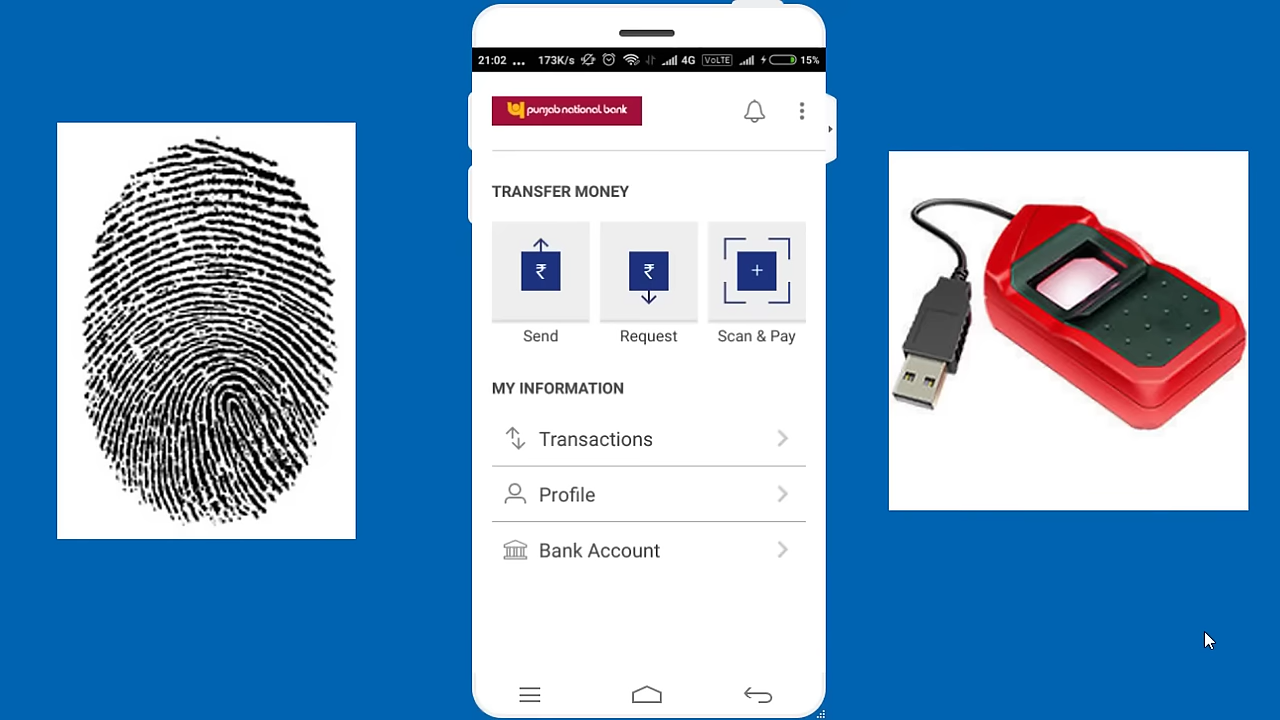 21:02 ... 173K/s 4G VoLTE 15%
punjab national bank
TRANSFER MONEY
₹ ₹ +
Send Request Scan & Pay
MY INFORMATION
Transactions
Profile
Bank Account